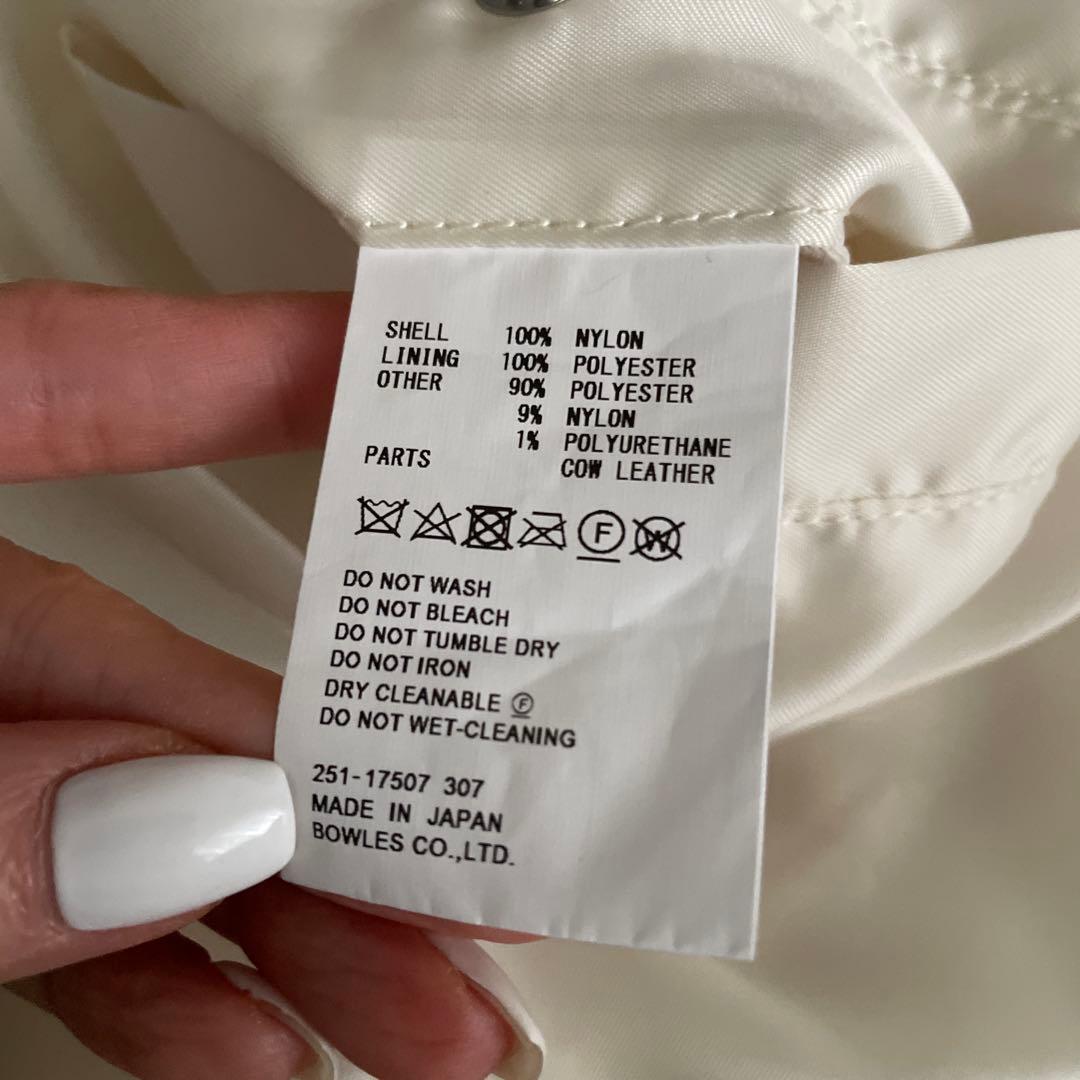 SHELL 100% NYLON
LINING 100% POLYESTER
OTHER 90% POLYESTER
9% NYLON
1% POLYURETHANE
PARTS COW LEATHER
F W
DO NOT WASH
DO NOT BLEACH
DO NOT TUMBLE DRY
DO NOT IRON
DRY CLEANABLE Ⓕ
DO NOT WET-CLEANING
251-17507 307
MADE IN JAPAN
BOWLES CO.,LTD.